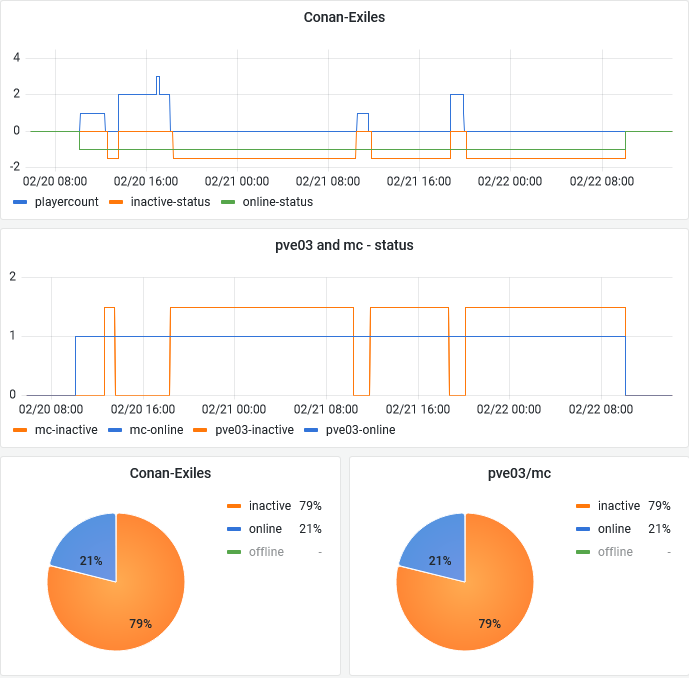 Conan-Exiles
4
2
0
-2
02/20 08:00 02/20 16:00 02/21 00:00 02/21 08:00 02/21 16:00 02/22 00:00 02/22 08:00
playercount inactive-status online-status
pve03 and mc - status
2
1
0
02/20 08:00 02/20 16:00 02/21 00:00 02/21 08:00 02/21 16:00 02/22 00:00 02/22 08:00
mc-inactive mc-online pve03-inactive pve03-online
Conan-Exiles
inactive 79%
online 21%
offline -
21%
79%
pve03/mc
inactive 79%
online 21%
offline -
21%
79%